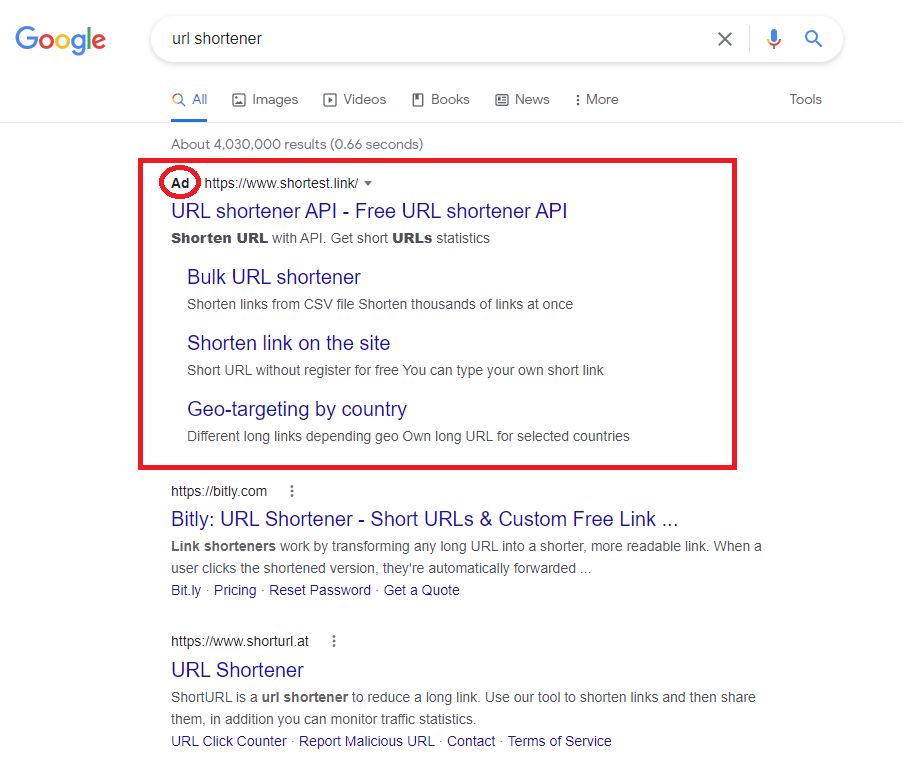 Google
url shortener
All Images Videos Books News More Tools
About 4,030,000 results (0.66 seconds)
Ad https://www.shortest.link/
URL shortener API - Free URL shortener API
Shorten URL with API. Get short URLs statistics
Bulk URL shortener
Shorten links from CSV file Shorten thousands of links at once
Shorten link on the site
Short URL without register for free You can type your own short link
Geo-targeting by country
Different long links depending geo Own long URL for selected countries
https://bitly.com
Bitly: URL Shortener - Short URLs & Custom Free Link ...
Link shorteners work by transforming any long URL into a shorter, more readable link. When a
user clicks the shortened version, they're automatically forwarded ...
Bit.ly · Pricing · Reset Password · Get a Quote
https://www.shorturl.at
URL Shortener
ShortURL is a url shortener to reduce a long link. Use our tool to shorten links and then share
them, in addition you can monitor traffic statistics.
URL Click Counter · Report Malicious URL · Contact · Terms of Service